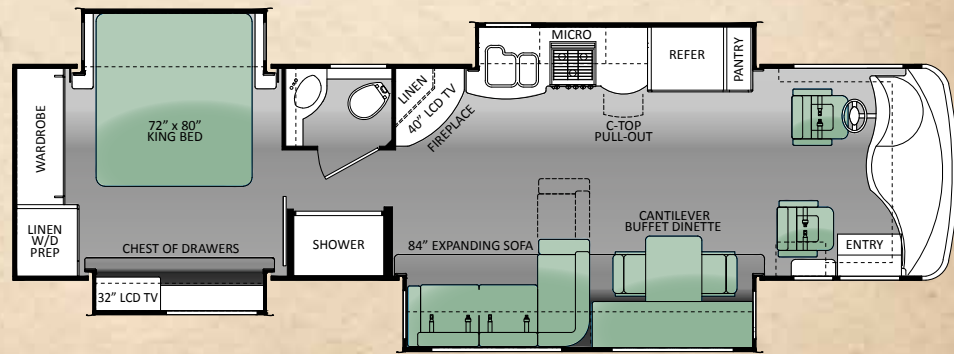 WARDROBE
LINEN
W/D
PREP
72” x 80”
KING BED
CHEST OF DRAWERS
32” LCD TV
SHOWER
LINEN
40” LCD TV
FIREPLACE
MICRO
REFER
PANTRY
C-TOP
PULL-OUT
84” EXPANDING SOFA
CANTILEVER
BUFFET DINETTE
ENTRY